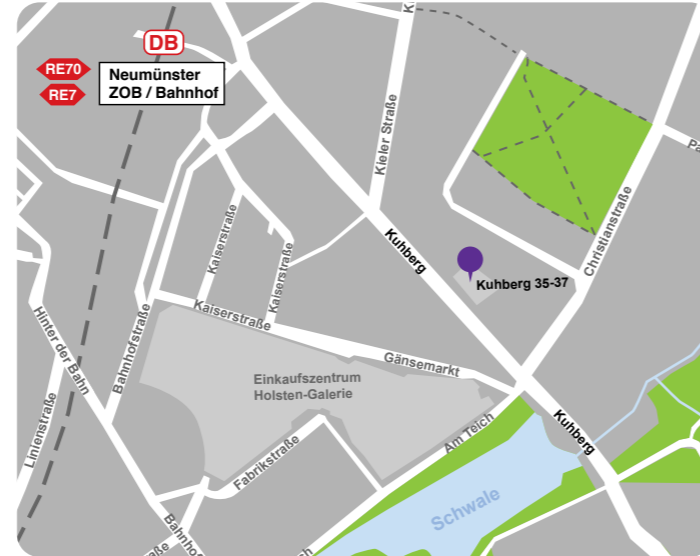 DB
RE70
RE7
Neumünster
ZOB / Bahnhof
Kieler Straße
Christianstraße
Kuhberg
Kuhberg 35-37
Kaiserstraße
Kaiserstraße
Kaiserstraße
Bahnhofstraße
Hinter der Bahn
Linienstraße
Gänsemarkt
Einkaufszentrum
Holsten-Galerie
Am Teich
Kuhberg
Fabrikstraße
Schwale